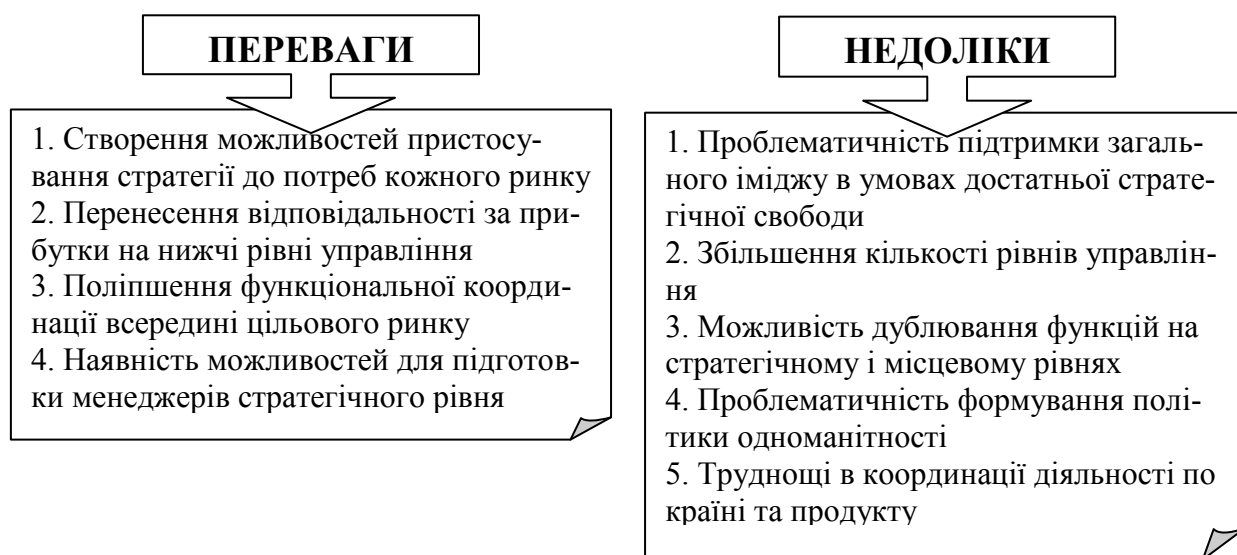 ПЕРЕВАГИ
1. Створення можливостей пристосу-
вання стратегії до потреб кожного ринку
2. Перенесення відповідальності за при-
бутки на нижчі рівні управління
3. Поліпшення функціональної коорди-
нації всередині цільового ринку
4. Наявність можливостей для підготов-
ки менеджерів стратегічного рівня
НЕДОЛІКИ
1. Проблематичність підтримки загаль-
ного іміджу в умовах достатньої страте-
гічної свободи
2. Збільшення кількості рівнів управлін-
ня
3. Можливість дублювання функцій на
стратегічному і місцевому рівнях
4. Проблематичність формування полі-
тики одноманітності
5. Труднощі в координації діяльності по
країні та продукту